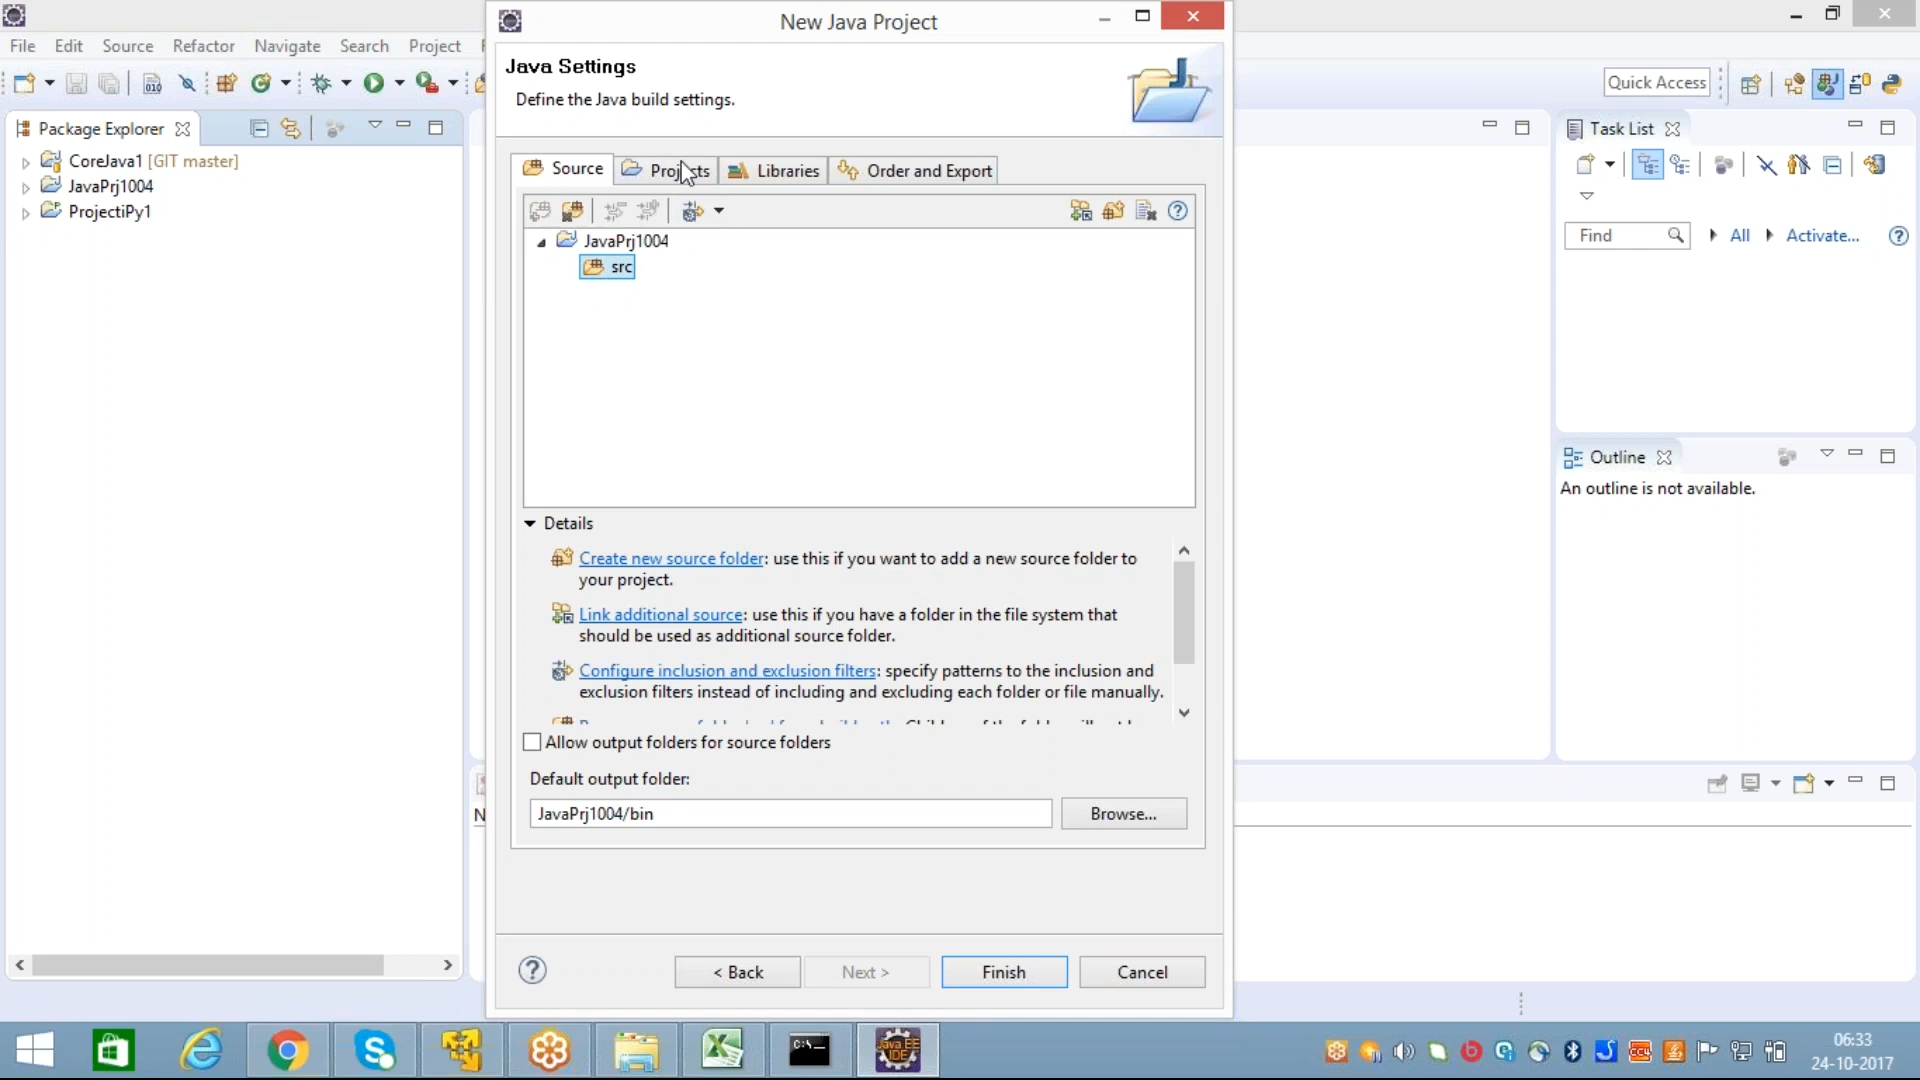 New Java Project
File Edit Source Refactor Navigate Search Project
Java Settings
Define the Java build settings.
Quick Access
Package Explorer
CoreJava1 [GIT master]
JavaPrj1004
ProjectiPy1
Source Projects Libraries Order and Export
JavaPrj1004
src
Task List
Find All Activate...
Outline
An outline is not available.
Details
Create new source folder: use this if you want to add a new source folder to
your project.
Link additional source: use this if you have a folder in the file system that
should be used as additional source folder.
Configure inclusion and exclusion filters: specify patterns to the inclusion and
exclusion filters instead of including and excluding each folder or file manually.
Allow output folders for source folders
Default output folder:
JavaPrj1004/bin Browse...
N
< Back Next > Finish Cancel
Java EE
IDE
06:33
24-10-2017